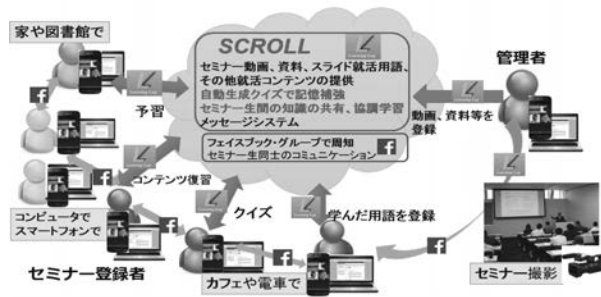 家や図書館で
SCROLL
セミナー動画、資料、スライド就活用語、
その他就活コンテンツの提供
自動生成クイズで記憶補強
セミナー生間の知識の共有、協調学習
メッセージシステム
フェイスブック・グループで周知
セミナー生同士のコミュニケーション
管理者
予習
動画、資料等を
登録
コンテンツ復習
コンピュータで
スマートフォンで
クイズ
学んだ用語を登録
セミナー登録者
カフェや電車で
セミナー撮影